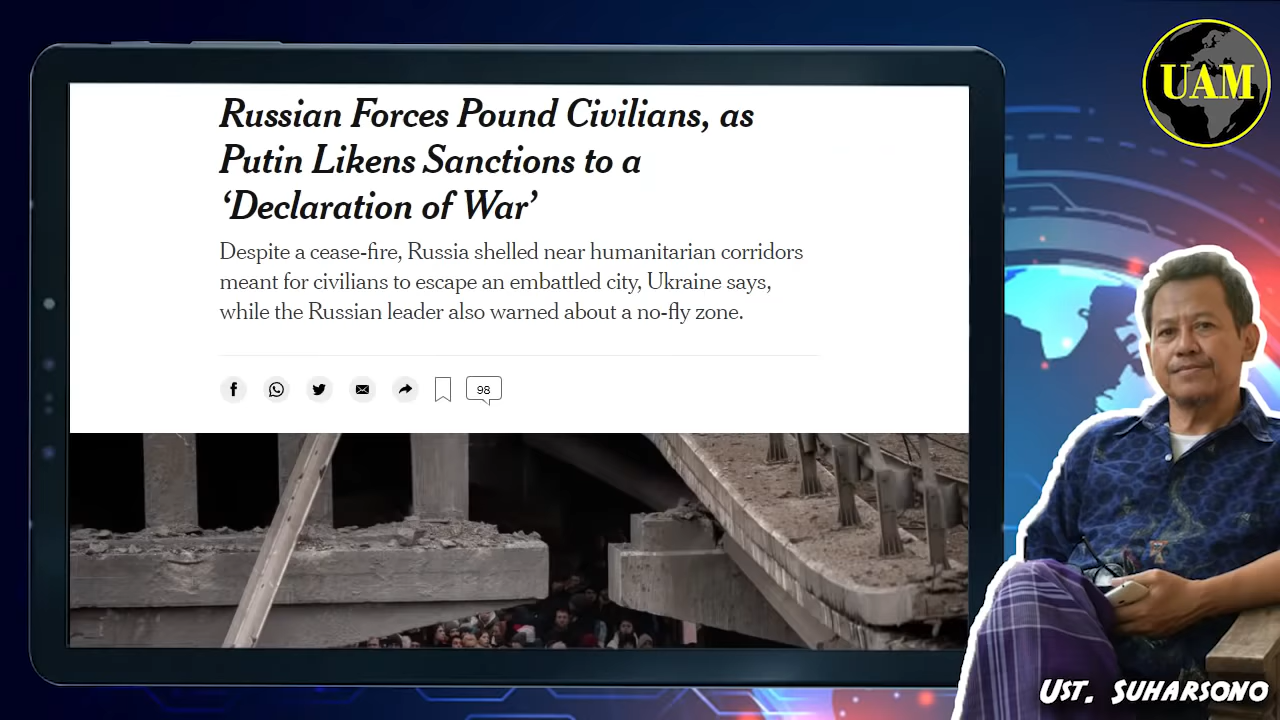 Russian Forces Pound Civilians, as
Putin Likens Sanctions to a
‘Declaration of War’
Despite a cease-fire, Russia shelled near humanitarian corridors
meant for civilians to escape an embattled city, Ukraine says,
while the Russian leader also warned about a no-fly zone.
98
UAM
Ust. Suharsono